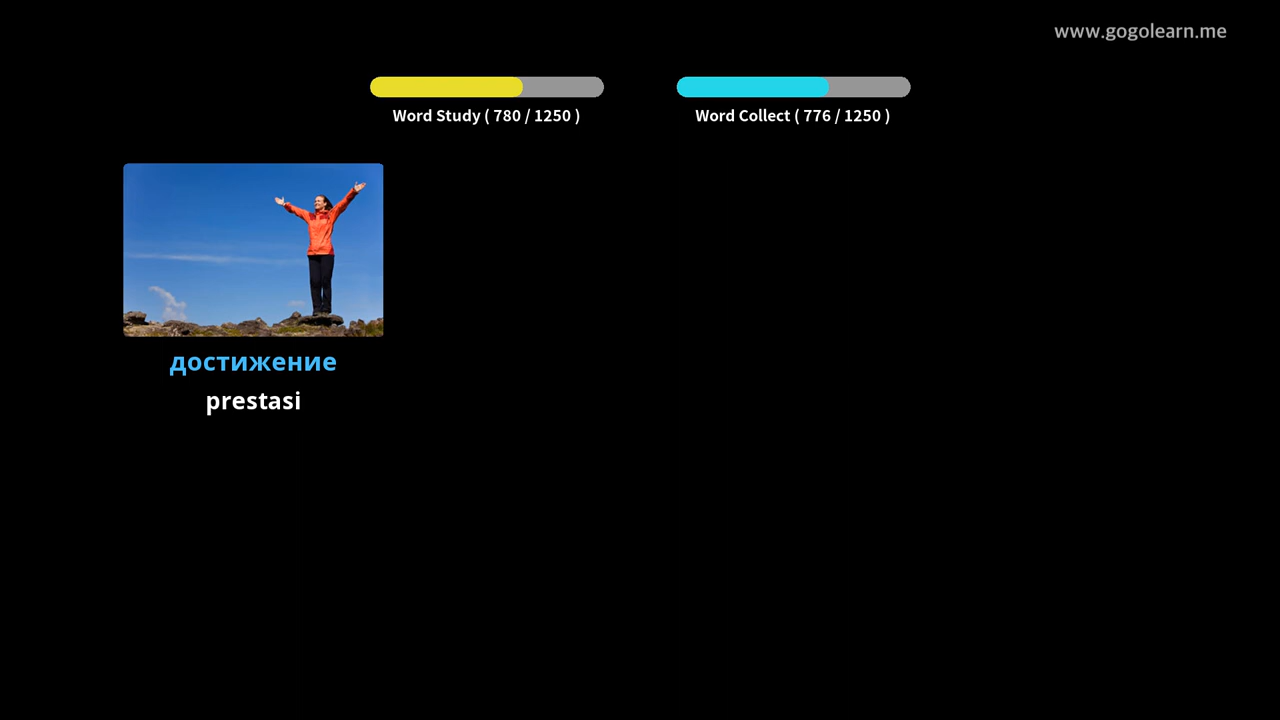 www.gogolearn.me
Word Study ( 780 / 1250 )
Word Collect ( 776 / 1250 )
достижение
prestasi